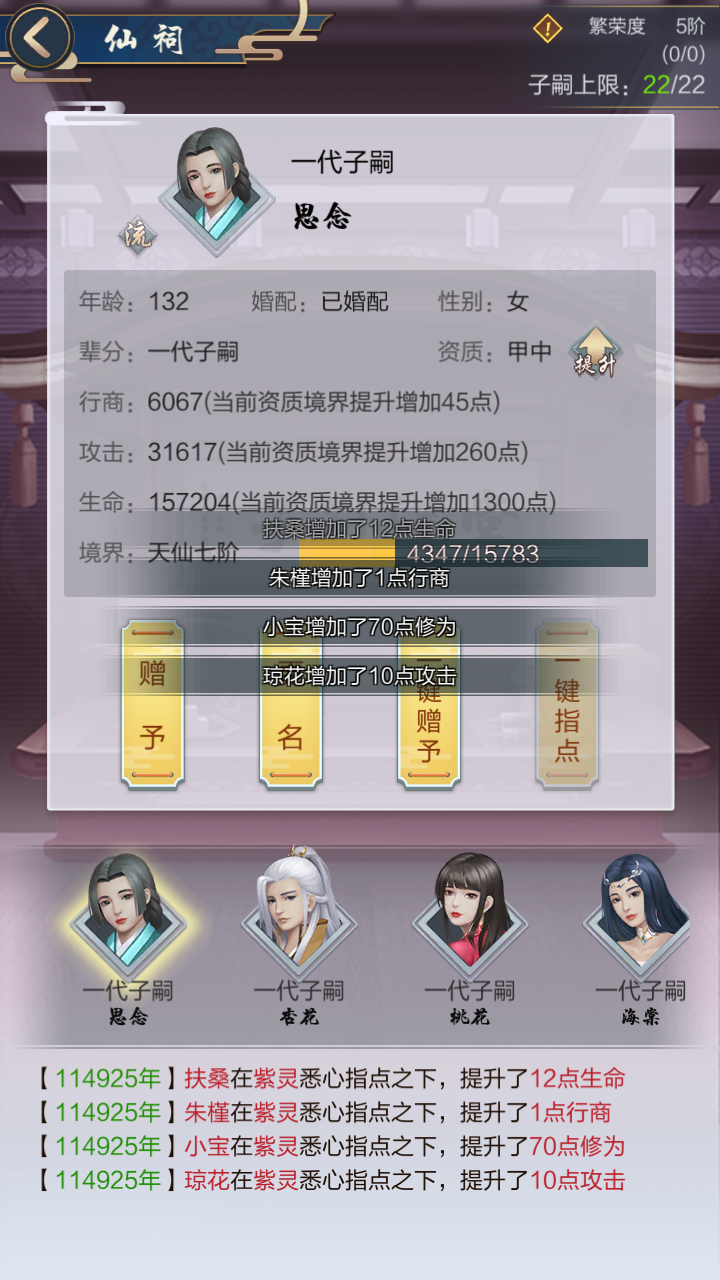 仙祠
繁荣度 5阶
(0/0)
子嗣上限：22/22
一代子嗣
思念
流
年龄：132 婚配：已婚配 性别：女
辈分：一代子嗣 资质：甲中
提升
行商：6067(当前资质境界提升增加45点)
攻击：31617(当前资质境界提升增加260点)
生命：157204(当前资质境界提升增加1300点)
扶桑增加了12点生命
境界：天仙七阶 4347/15783
朱槿增加了1点行商
小宝增加了70点修为
琼花增加了10点攻击
赠予
名
一键赠予
一键指点
一代子嗣 一代子嗣 一代子嗣 一代子嗣
思念 杏花 桃花 海棠
【114925年】扶桑在紫灵悉心指点之下，提升了12点生命
【114925年】朱槿在紫灵悉心指点之下，提升了1点行商
【114925年】小宝在紫灵悉心指点之下，提升了70点修为
【114925年】琼花在紫灵悉心指点之下，提升了10点攻击